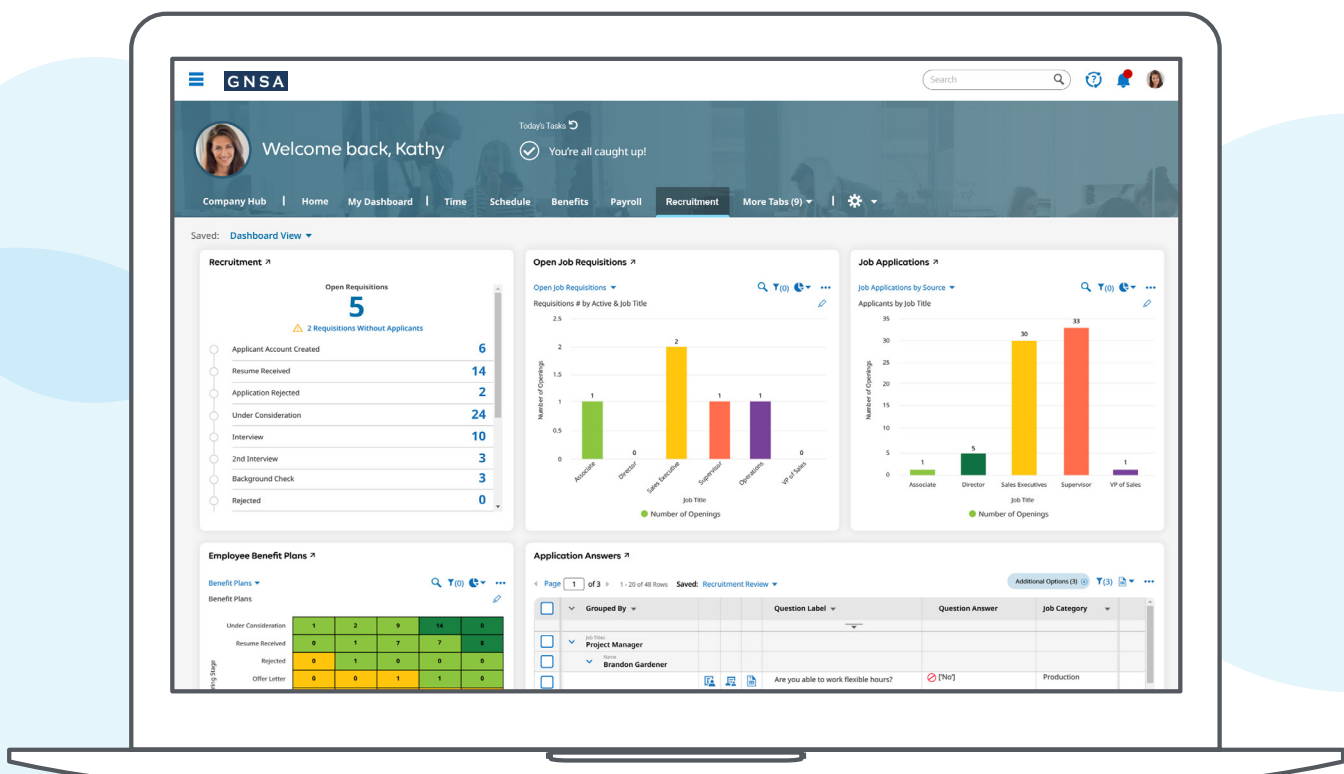 GNSA
Search
Today's Tasks
Welcome back, Kathy
You're all caught up!
Company Hub | Home My Dashboard | Time Schedule Benefits Payroll Recruitment More Tabs (9) |
Saved: Dashboard View
Recruitment
Open Requisitions
5
2 Requisitions Without Applicants
Applicant Account Created 6
Resume Received 14
Application Rejected 2
Under Consideration 24
Interview 10
2nd Interview 3
Background Check 3
Rejected 0
Open Job Requisitions
Open Job Requisitions
(0)
Requisitions # by Active & Job Title
2.5
2
1.5
1
0.5
0
Number of Openings
1
0
2
1
1
0
Associate
Director
Sales Executive
Supervisor
Operations
VP of Sales
Job Title
Number of Openings
Job Applications
Job Applications by Source
(0)
Applicants by Job Title
35
30
25
20
15
10
5
0
Number of Openings
1
5
30
33
1
Associate
Director
Sales Executives
Supervisor
VP of Sales
Job Title
Number of Openings
Employee Benefit Plans
Benefit Plans
(0)
Benefit Plans
Under Consideration 1 2 9 14 0
Resume Received 0 1 7 7 0
Rejected 0 1 0 0 0
Offer Letter 0 0 1 1 0
Application Answers
Page 1 of 3 1 - 20 of 48 Rows Saved: Recruitment Review
Additional Options (3) (3)
Grouped By Question Label Question Answer Job Category
Job Titles
Project Manager
Name
Brandon Gardener
Are you able to work flexible hours? ['No'] Production